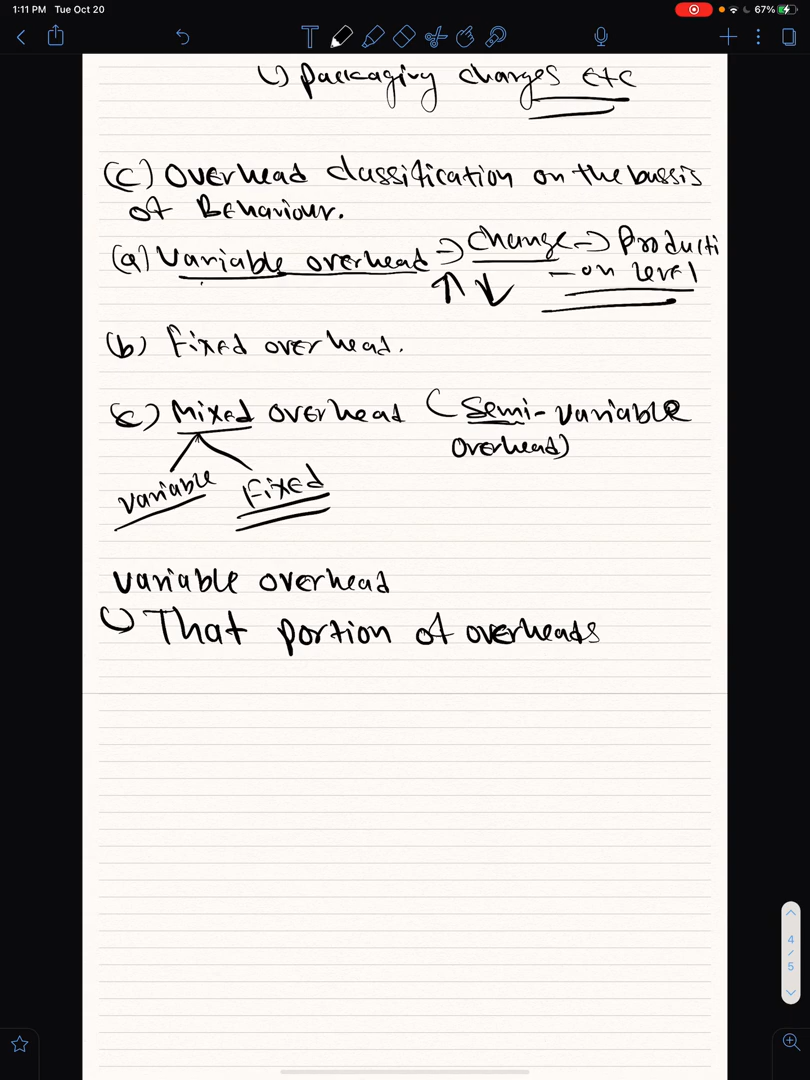 1:11 PM Tue Oct 20
67%
↳ packaging charges etc
(C) Overhead classification on the bassis
of Behaviour.
(a) Variable overhead → change → Producti
-on level
↑ ↓
(b) Fixed overhead.
(c) Mixed overhead (Semi-variable
overhead)
variable Fixed
variable overhead
↳ That portion of overheads
4
/
5